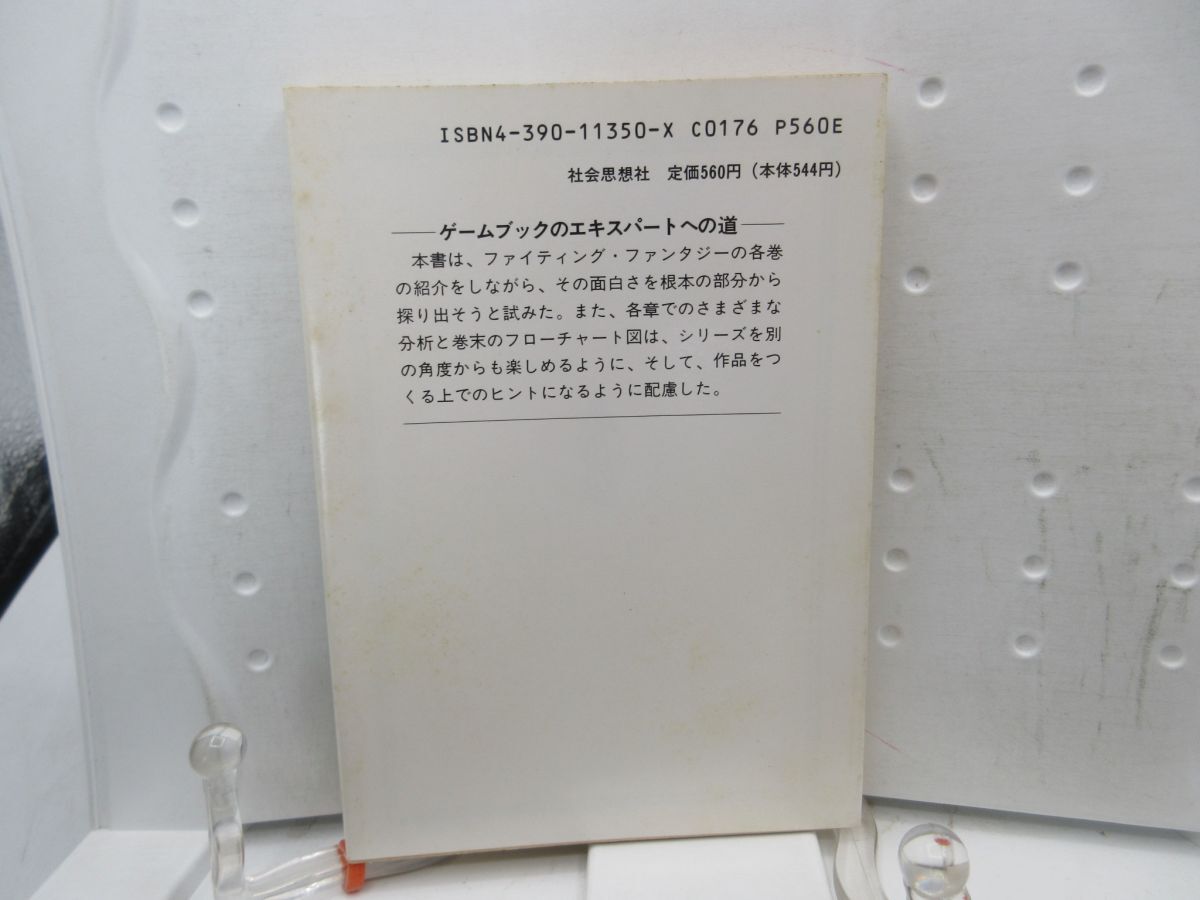 ISBN4-390-11350-X C0176 P560E
社会思想社　定価560円（本体544円）
ゲームブックのエキスパートへの道
本書は、ファイティング・ファンタジーの各巻
の紹介をしながら、その面白さを根本の部分から
探り出そうと試みた。また、各章でのさまざまな
分析と巻末のフローチャート図は、シリーズを別
の角度からも楽しめるように、そして、作品をつ
くる上でのヒントになるように配慮した。